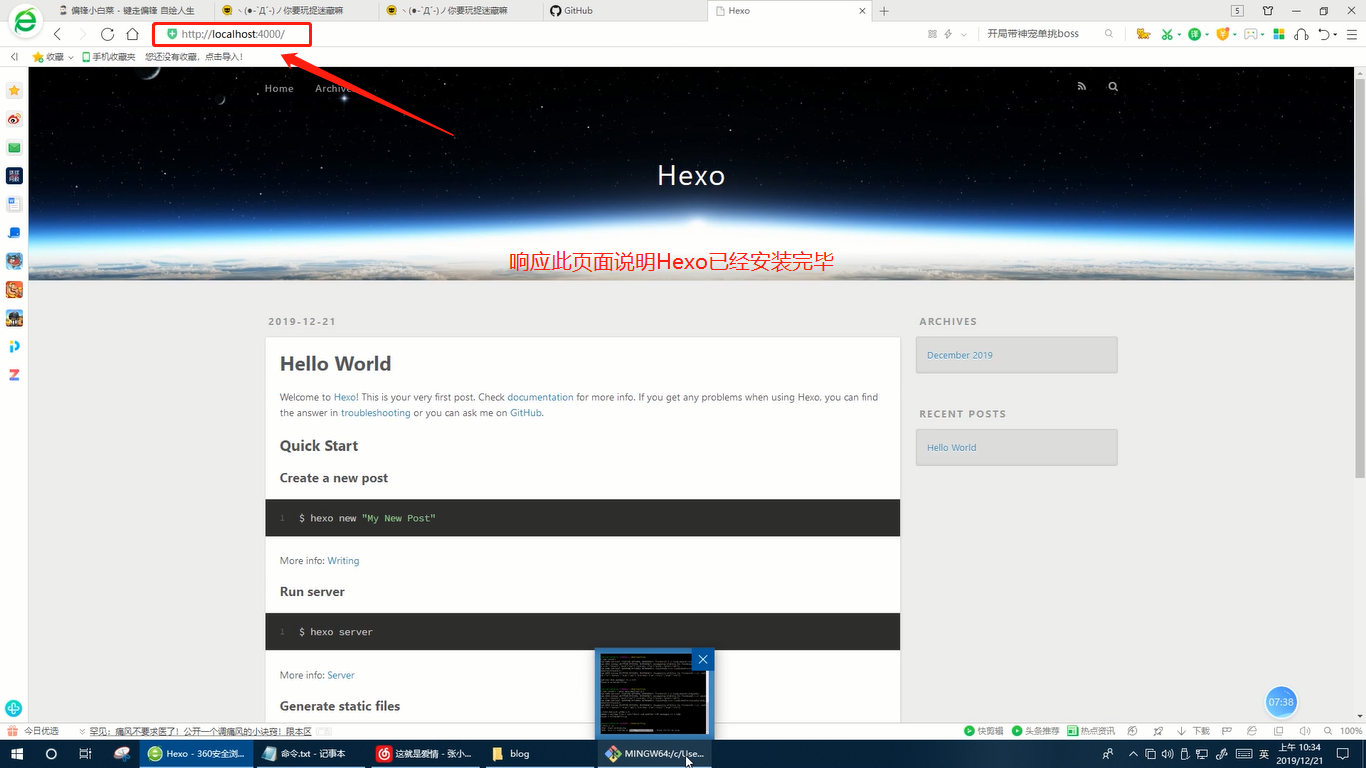 偏锋小白菜 - 键走偏锋 自始人生
ヽ(●-`Д´-)ノ你要玩捉迷藏嘛
ヽ(●-`Д´-)ノ你要玩捉迷藏嘛
GitHub
Hexo
5
http://localhost:4000/
开局带神宠单挑boss
译
收藏
手机收藏夹
您还没有收藏，点击导入！
Home
Archives
Hexo
响应此页面说明Hexo已经安装完毕
2019-12-21
Hello World
Welcome to Hexo! This is your very first post. Check documentation for more info. If you get any problems when using Hexo, you can find
the answer in troubleshooting or you can ask me on GitHub.
Quick Start
Create a new post
1 $ hexo new "My New Post"
More info: Writing
Run server
1 $ hexo server
More info: Server
Generate static files
ARCHIVES
December 2019
RECENT POSTS
Hello World
07:38
今日优选
早见！痛风不要求医了！公开一个调痛风的小诀窍！限本区
快剪辑
头条推荐
热点资讯
下载
100%
Hexo - 360安全浏...
命令.txt - 记事本
这就是爱情 - 张小...
blog
MINGW64:/c/Use...
英
上午 10:34
2019/12/21